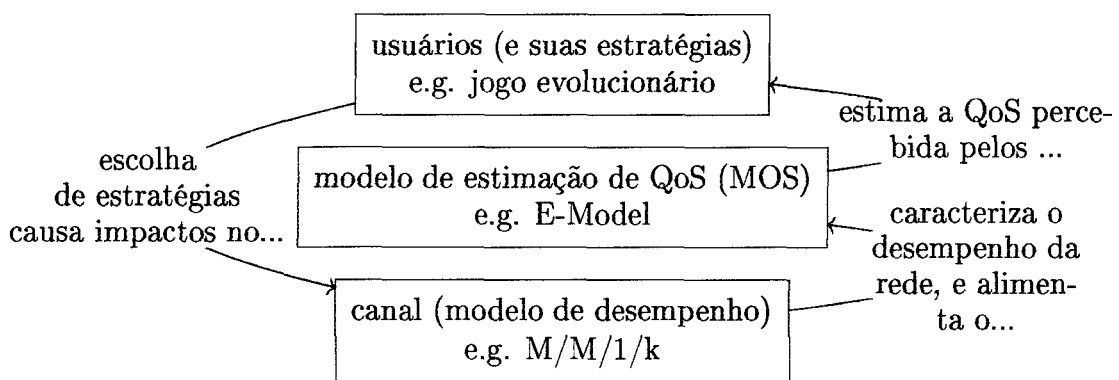 usuários (e suas estratégias)
e.g. jogo evolucionário
estima a QoS perce-
bida pelos ...
escolha
de estratégias
causa impactos no...
modelo de estimação de QoS (MOS)
e.g. E-Model
caracteriza o
desempenho da
rede, e alimen-
ta o...
canal (modelo de desempenho)
e.g. M/M/1/k